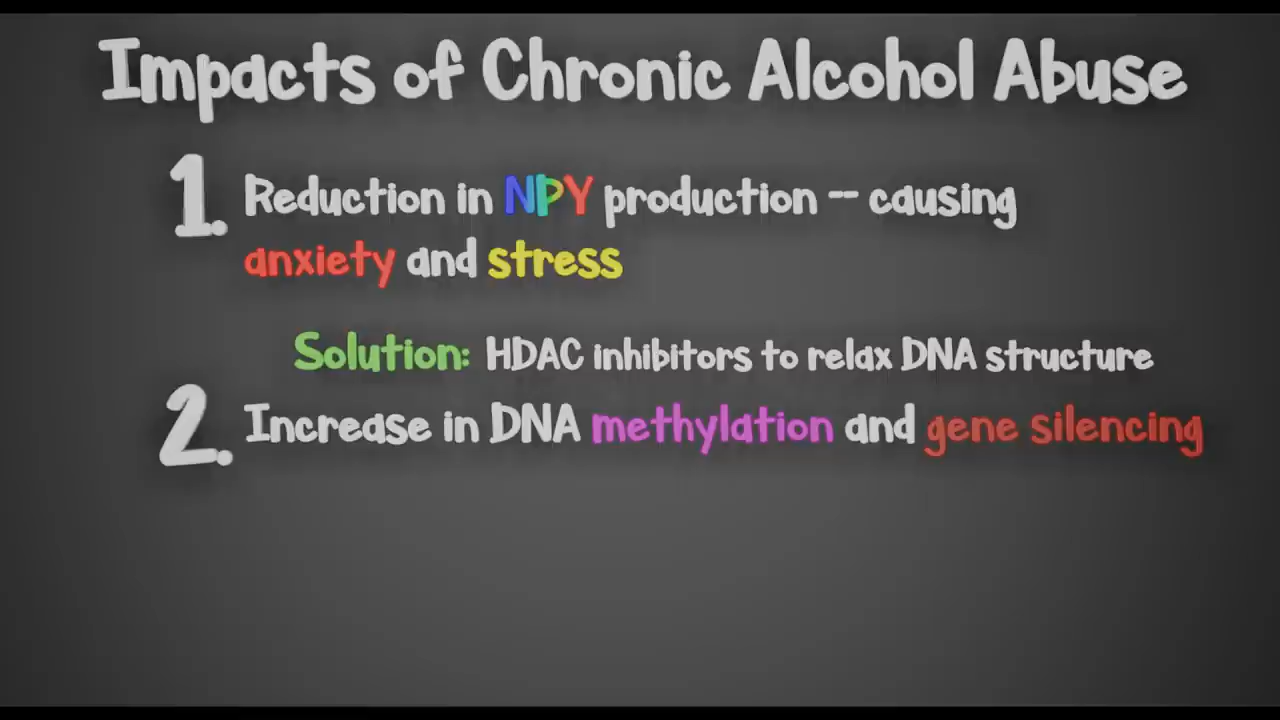 Impacts of Chronic Alcohol Abuse
1. Reduction in NPY production -- causing
anxiety and stress
Solution: HDAC inhibitors to relax DNA structure
2. Increase in DNA methylation and gene silencing